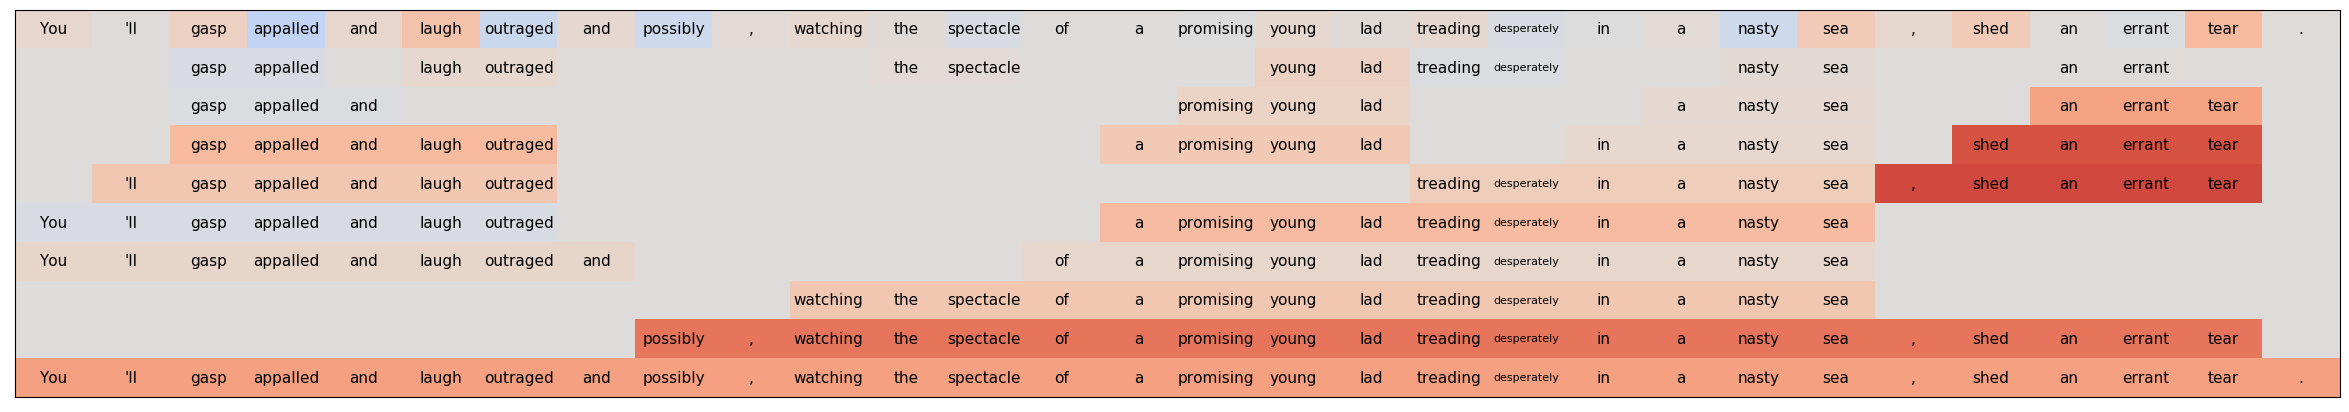 You 'll gasp appalled and laugh outraged and possibly , watching the spectacle of a promising young lad treading desperately in a nasty sea , shed an errant tear .
gasp appalled laugh outraged the spectacle young lad treading desperately nasty sea an errant
gasp appalled and promising young lad a nasty sea an errant tear
gasp appalled and laugh outraged a promising young lad in a nasty sea shed an errant tear
'll gasp appalled and laugh outraged treading desperately in a nasty sea , shed an errant tear
You 'll gasp appalled and laugh outraged a promising young lad treading desperately in a nasty sea
You 'll gasp appalled and laugh outraged and of a promising young lad treading desperately in a nasty sea
watching the spectacle of a promising young lad treading desperately in a nasty sea
possibly , watching the spectacle of a promising young lad treading desperately in a nasty sea , shed an errant tear
You 'll gasp appalled and laugh outraged and possibly , watching the spectacle of a promising young lad treading desperately in a nasty sea , shed an errant tear .